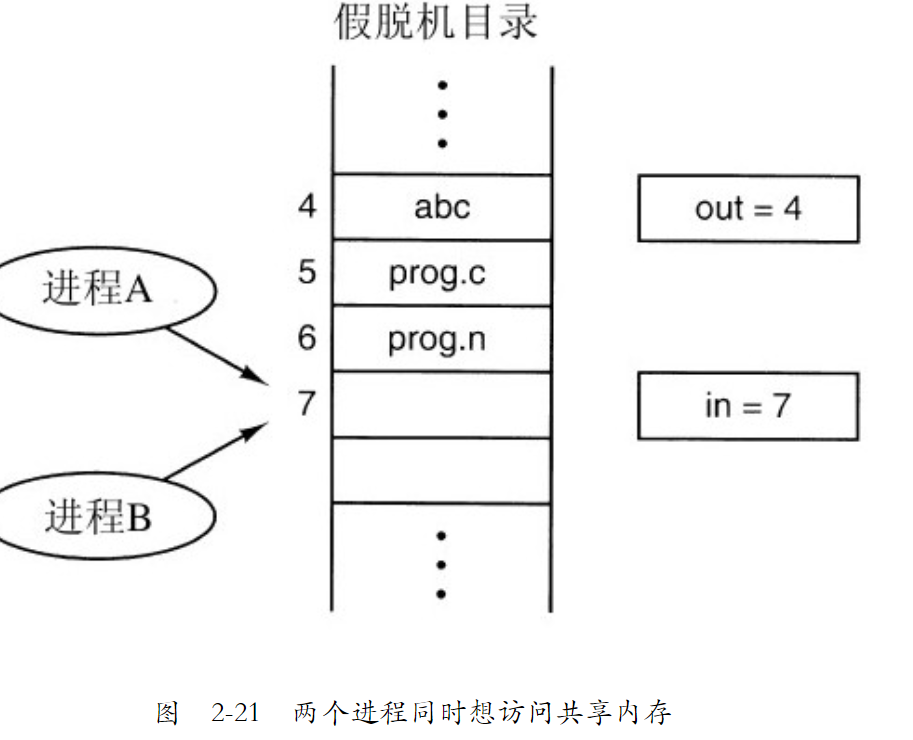 假脱机目录
4 abc out = 4
进程A
5 prog.c
6 prog.n
7 in = 7
进程B
图 2-21 两个进程同时想访问共享内存